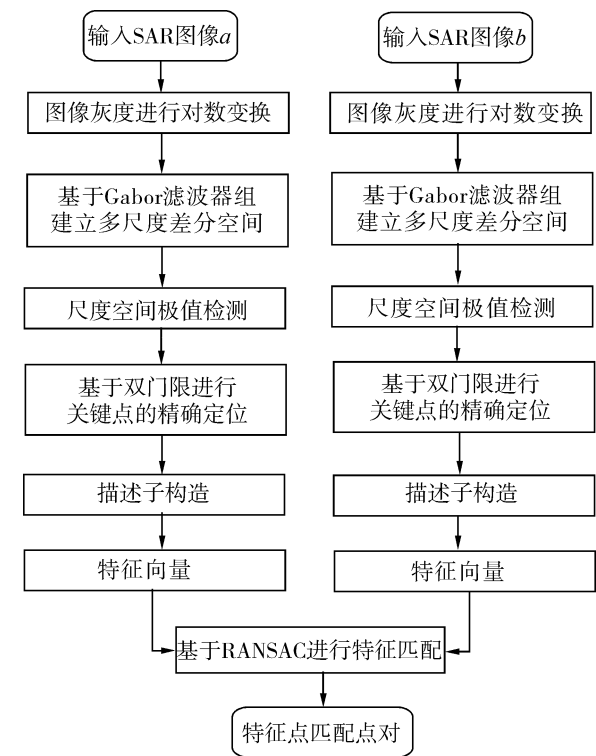 输入SAR图像a
图像灰度进行对数变换
基于Gabor滤波器组
建立多尺度差分空间
尺度空间极值检测
基于双门限进行
关键点的精确定位
描述子构造
特征向量
输入SAR图像b
图像灰度进行对数变换
基于Gabor滤波器组
建立多尺度差分空间
尺度空间极值检测
基于双门限进行
关键点的精确定位
描述子构造
特征向量
基于RANSAC进行特征匹配
特征点匹配点对